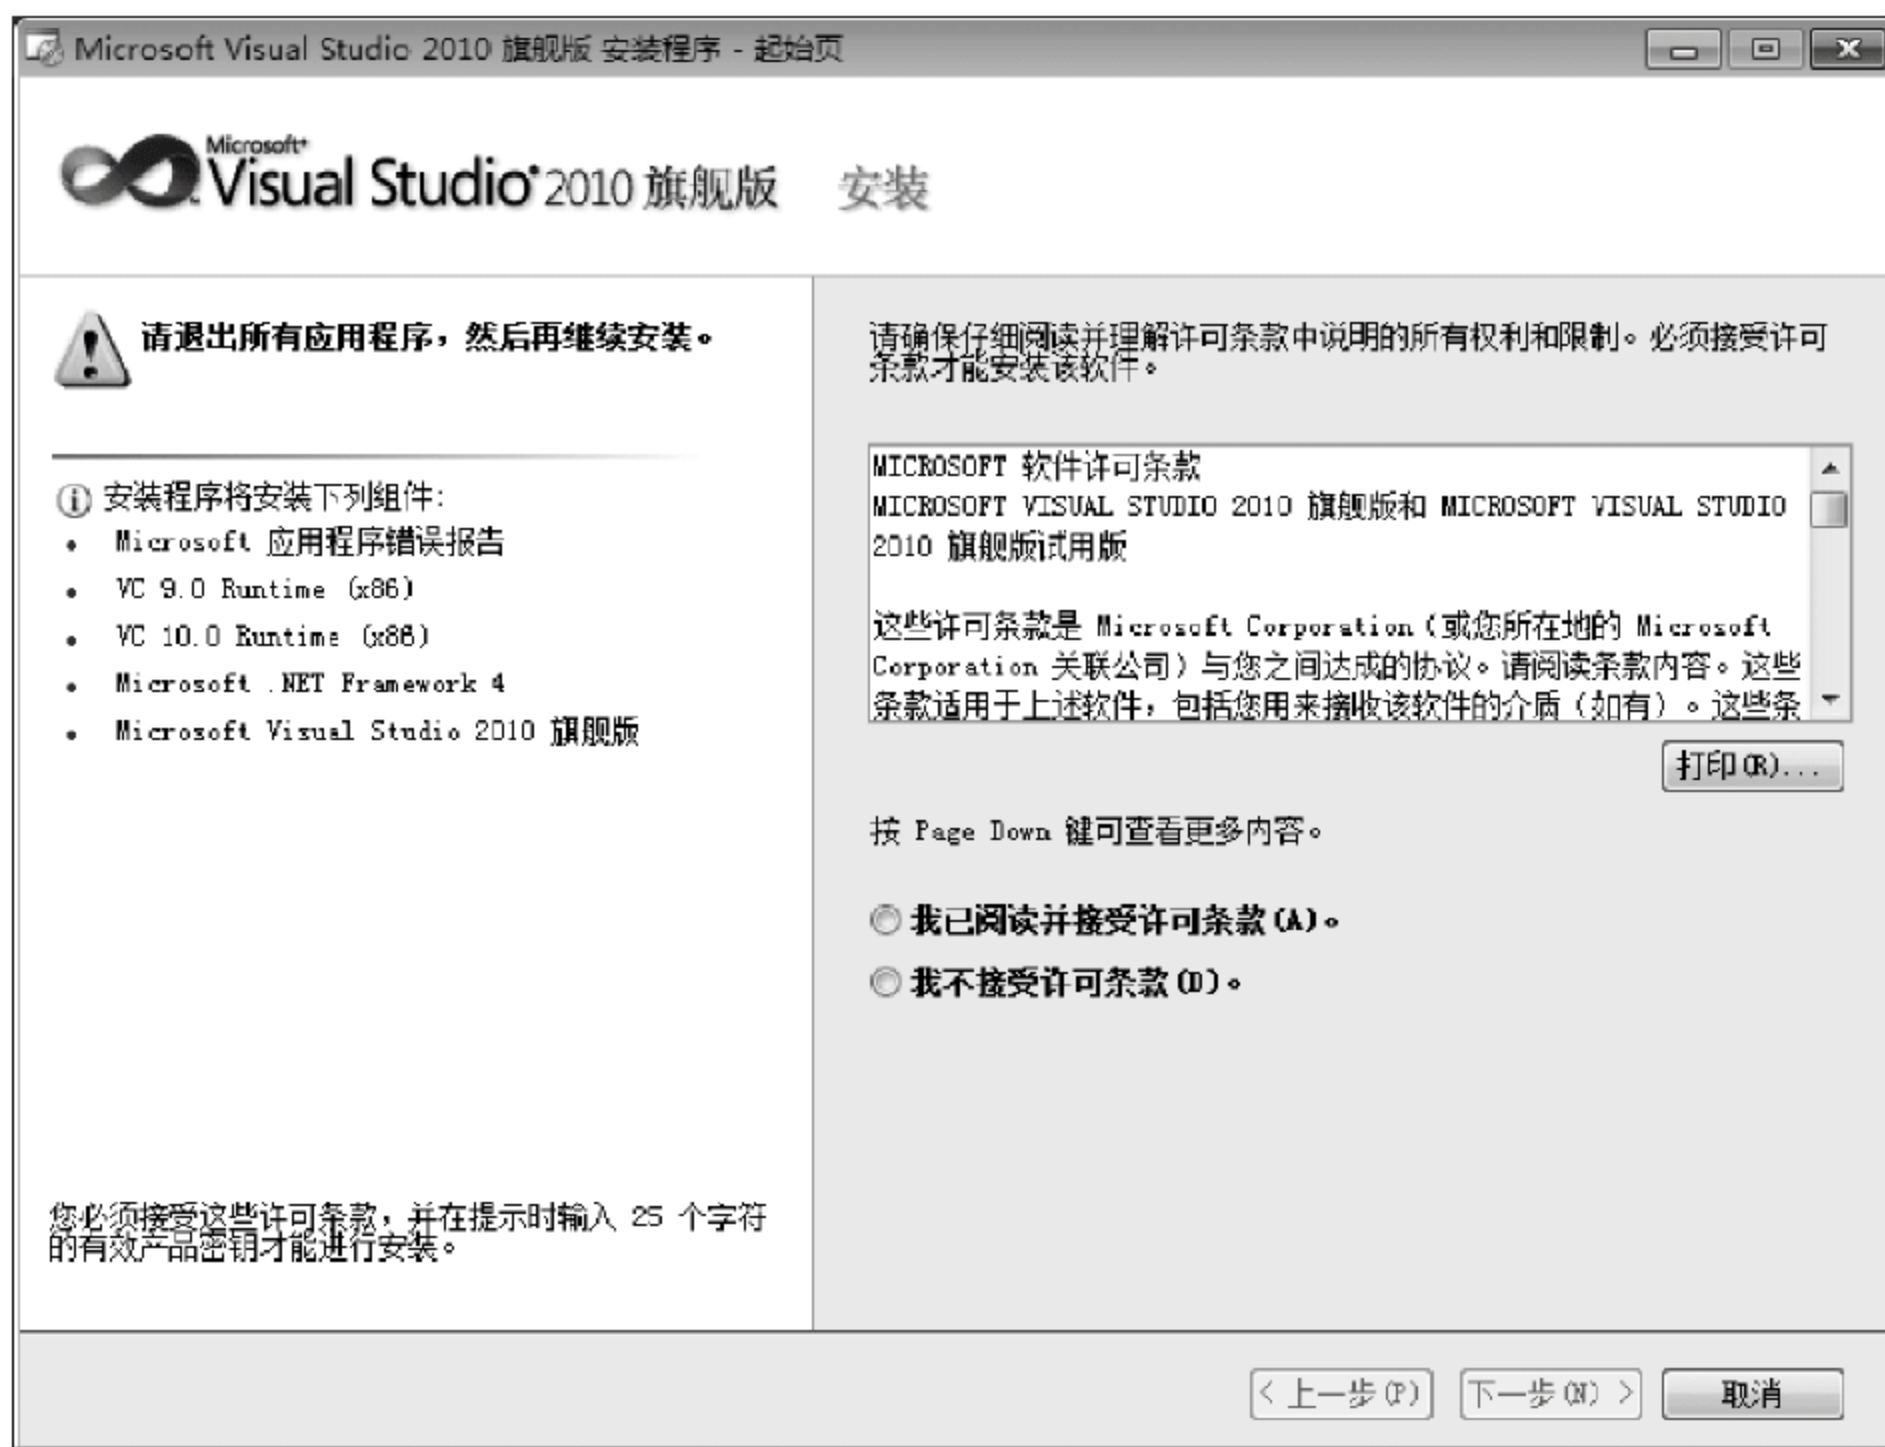 Microsoft Visual Studio 2010 旗舰版 安装程序 - 起始页
Microsoft
Visual Studio 2010 旗舰版 安装
请退出所有应用程序，然后再继续安装。
安装程序将安装下列组件:
• Microsoft 应用程序错误报告
• VC 9.0 Runtime (x86)
• VC 10.0 Runtime (x86)
• Microsoft .NET Framework 4
• Microsoft Visual Studio 2010 旗舰版
您必须接受这些许可条款，并在提示时输入 25 个字符
的有效产品密钥才能进行安装。
请确保仔细阅读并理解许可条款中说明的所有权利和限制。必须接受许可
条款才能安装该软件。
MICROSOFT 软件许可条款
MICROSOFT VISUAL STUDIO 2010 旗舰版和 MICROSOFT VISUAL STUDIO
2010 旗舰版试用版
这些许可条款是 Microsoft Corporation（或您所在地的 Microsoft
Corporation 关联公司）与您之间达成的协议。请阅读条款内容。这些
条款适用于上述软件，包括您用来接收该软件的介质（如有）。这些条
打印(R)...
按 Page Down 键可查看更多内容。
我已阅读并接受许可条款(A)。
我不接受许可条款(D)。
< 上一步(P)
下一步(N) >
取消